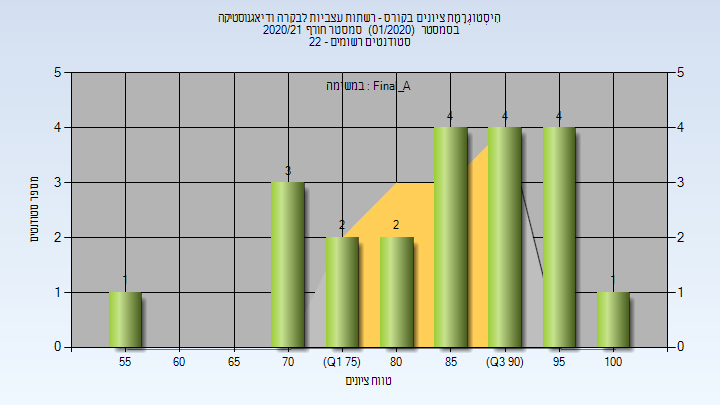 הִיסְטוֹגְרָמַת ציונים בקורס - רשתות עצביות לבקרה ודיאגנוסטיקה
בסמסטר (01/2020) סמסטר חורף 2020/21
סטודנטים רשומים - 22
במשימה : Final_A
מספר סטודנטים
5 5
4 4
3 3
2 2
1 1
0 0
1 3 2 2 4 4 4 1
55 60 65 70 (Q1 75) 80 85 (Q3 90) 95 100
טווח ציונים